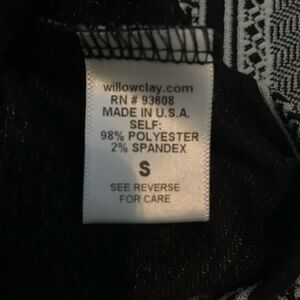 willowclay.com
RN # 93608
MADE IN U.S.A.
SELF:
98% POLYESTER
2% SPANDEX
S
SEE REVERSE
FOR CARE